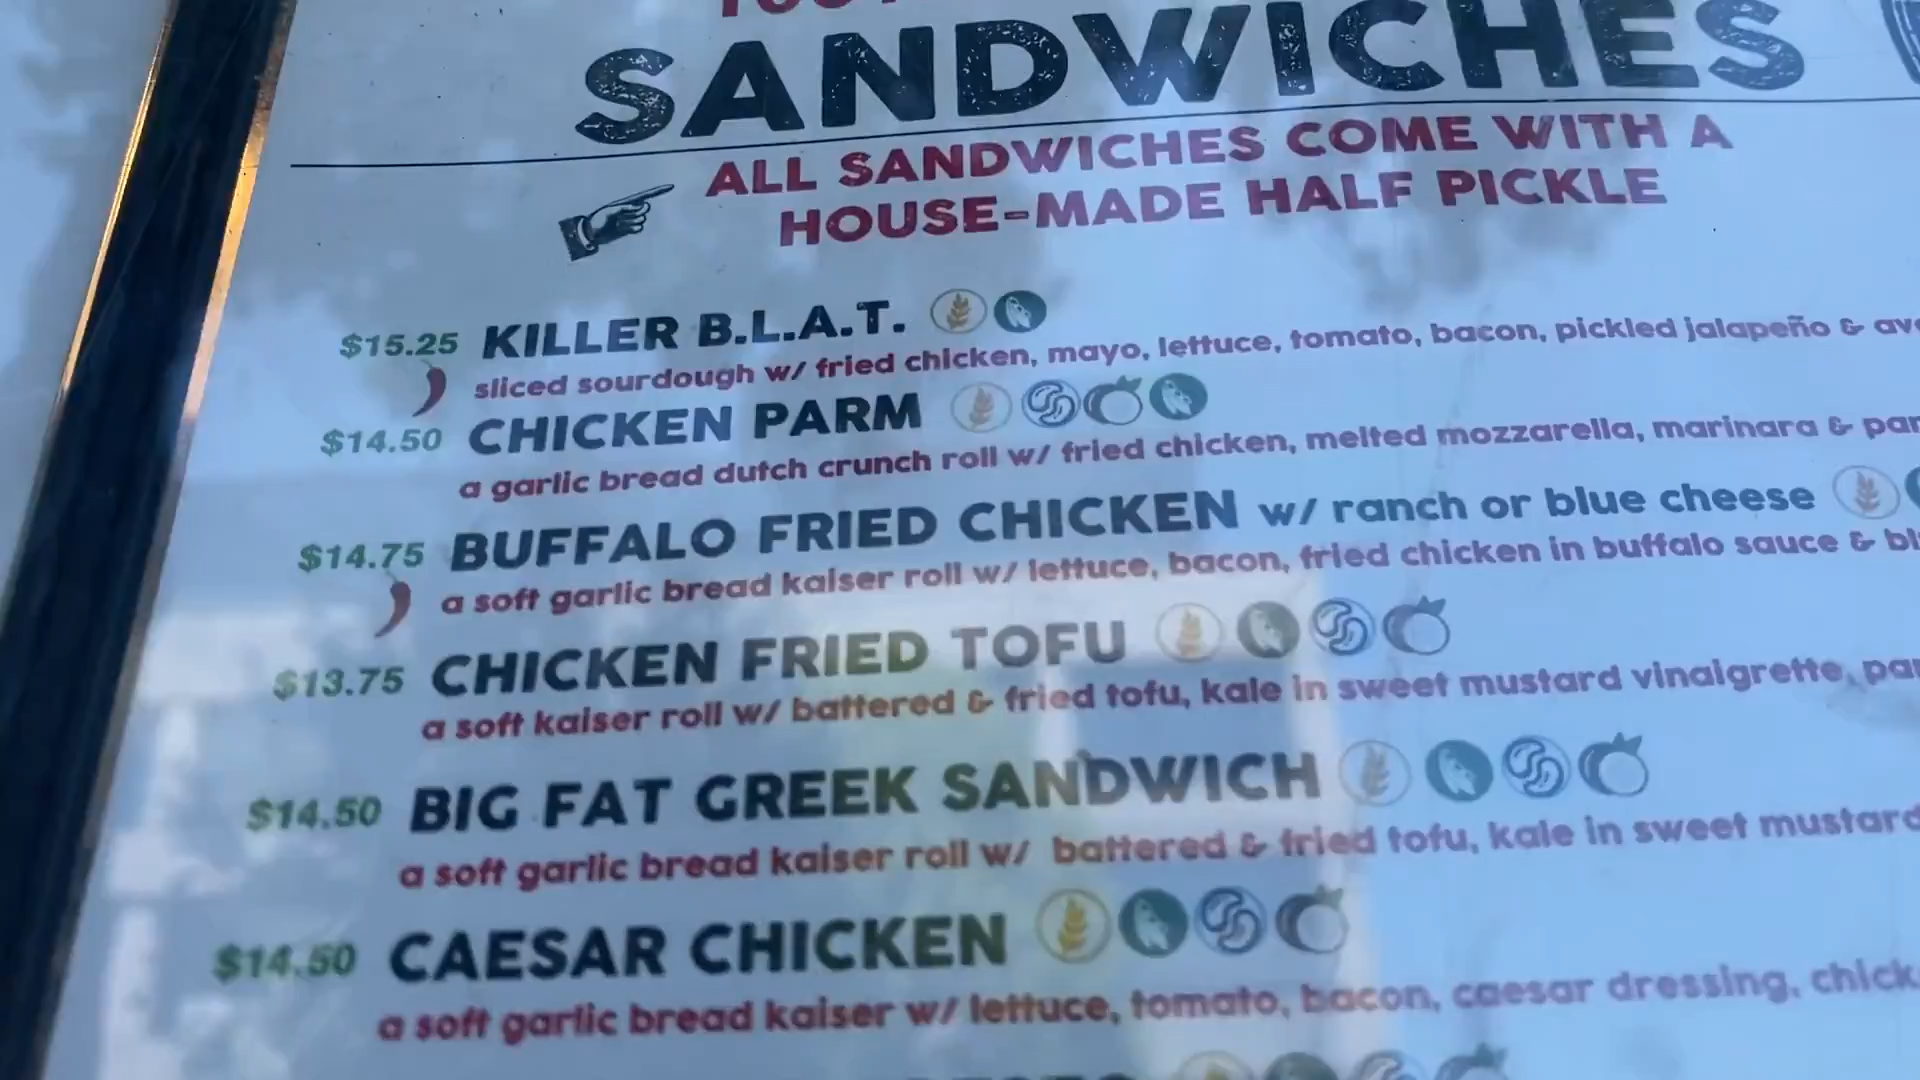 SANDWICHES
ALL SANDWICHES COME WITH A
HOUSE-MADE HALF PICKLE
$15.25 KILLER B.L.A.T.
sliced sourdough w/ fried chicken, mayo, lettuce, tomato, bacon, pickled jalapeño &
$14.50 CHICKEN PARM
a garlic bread dutch crunch roll w/ fried chicken, melted mozzarella, marinara &
$14.75 BUFFALO FRIED CHICKEN w/ ranch or blue cheese
a soft garlic bread kaiser roll w/ lettuce, bacon, fried chicken in buffalo sauce &
$13.75 CHICKEN FRIED TOFU
a soft kaiser roll w/ battered & fried tofu, kale in sweet mustard vinaigrette,
$14.50 BIG FAT GREEK SANDWICH
a soft garlic bread kaiser roll w/ battered & fried tofu, kale in sweet mustard
$14.50 CAESAR CHICKEN
a soft garlic bread kaiser w/ lettuce, tomato, bacon, caesar dressing,